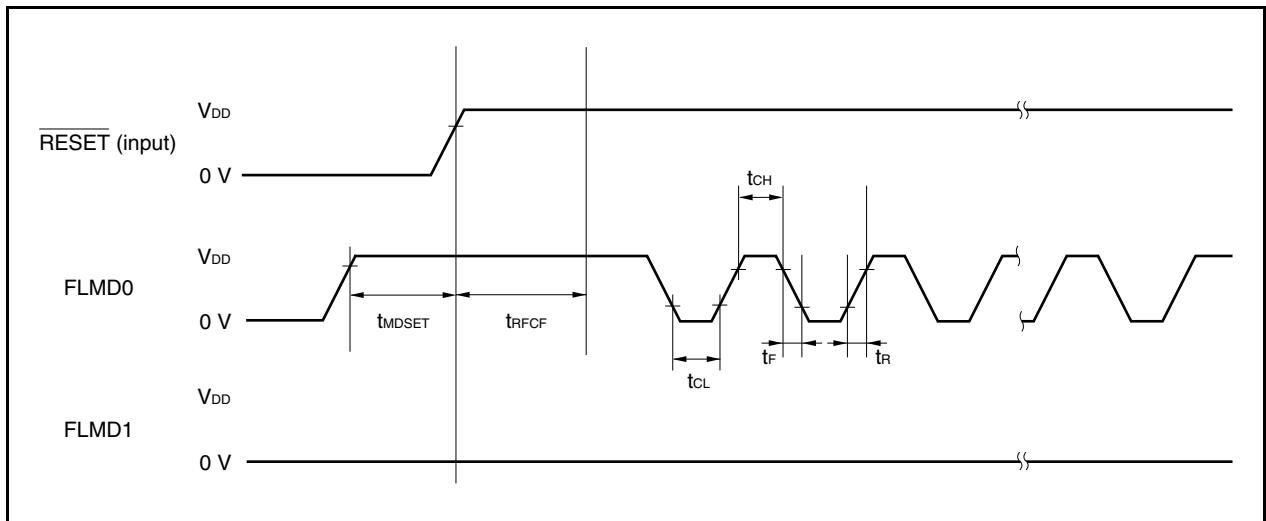 VDD
RESET (input)
0 V
tCH
VDD
FLMD0
0 V
tMDSET
tRFCF
tF
tR
tCL
VDD
FLMD1
0 V